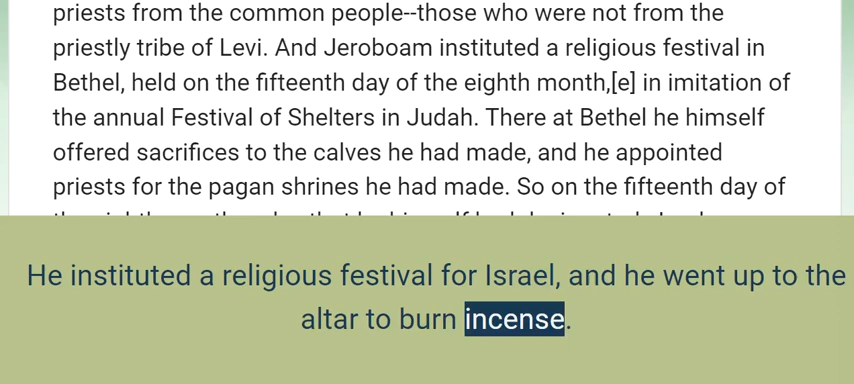 priests from the common people--those who were not from the
priestly tribe of Levi. And Jeroboam instituted a religious festival in
Bethel, held on the fifteenth day of the eighth month,[e] in imitation of
the annual Festival of Shelters in Judah. There at Bethel he himself
offered sacrifices to the calves he had made, and he appointed
priests for the pagan shrines he had made. So on the fifteenth day of
He instituted a religious festival for Israel, and he went up to the
altar to burn incense.